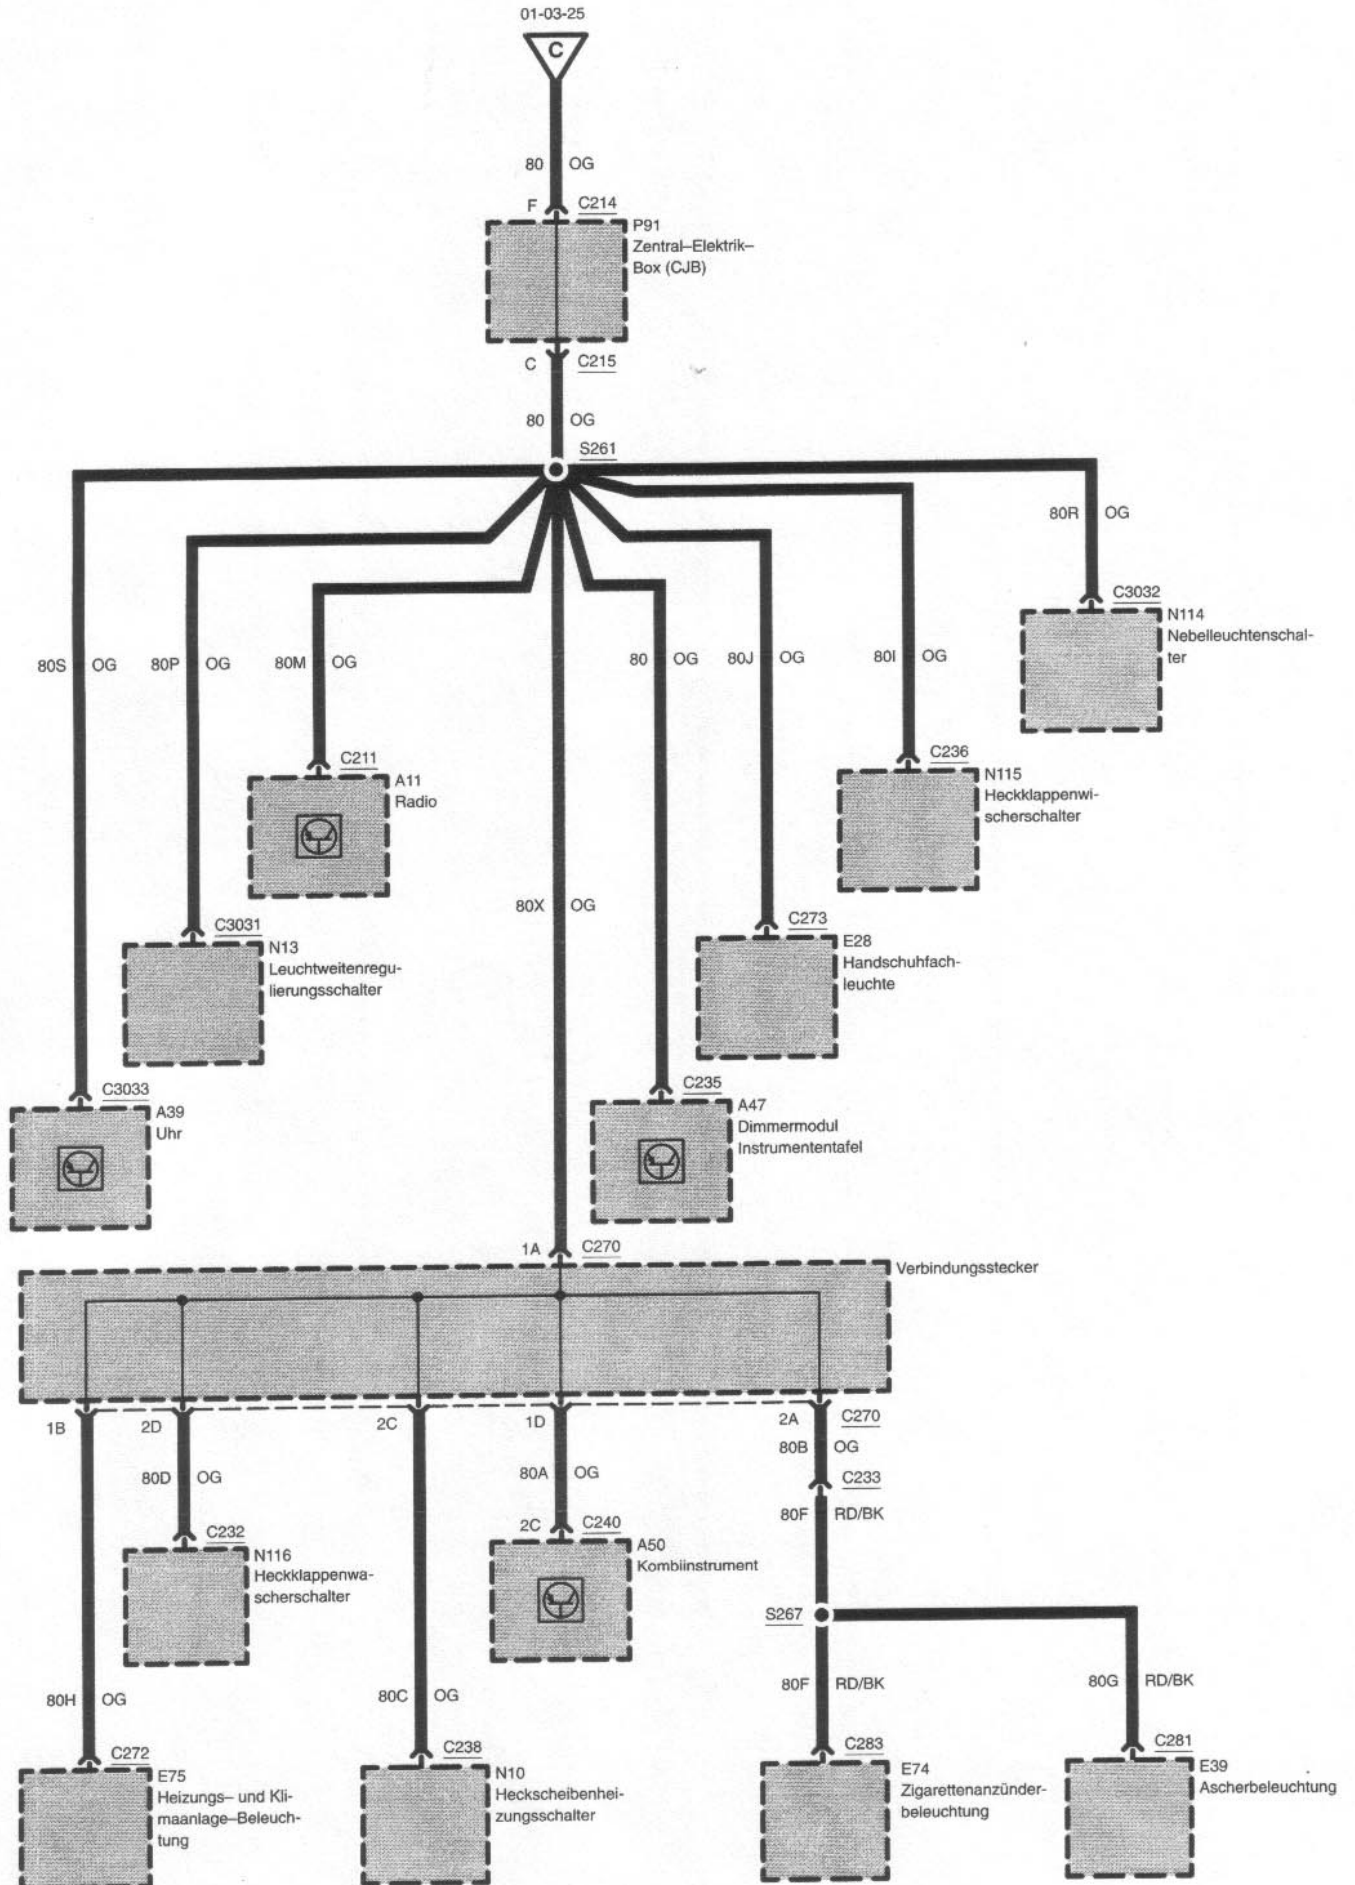 01-03-25
C
80 OG
F C214
P91
Zentral–Elektrik–
Box (CJB)
C C215
80 OG
S261
80R OG
C3032
N114
Nebelleuchtenschal-
ter
80S OG
80P OG
80M OG
80 OG
80J OG
80I OG
C211
A11
Radio
C236
N115
Heckklappenwi-
scherschalter
80X OG
C3031
N13
Leuchtweitenregu-
lierungsschalter
C273
E28
Handschuhfach-
leuchte
C3033
A39
Uhr
C235
A47
Dimmermodul
Instrumententafel
1A C270
Verbindungsstecker
1B
2D
2C
1D
2A C270
80B OG
80D OG
80A OG
C233
80F RD/BK
C232
N116
Heckklappenwa-
scherschalter
2C C240
A50
Kombiinstrument
S267
80H OG
80C OG
80F RD/BK
80G RD/BK
C272
E75
Heizungs– und Kli-
maanlage–Beleuch-
tung
C238
N10
Heckscheibenhei-
zungsschalter
C283
E74
Zigarettenanzünder-
beleuchtung
C281
E39
Ascherbeleuchtung